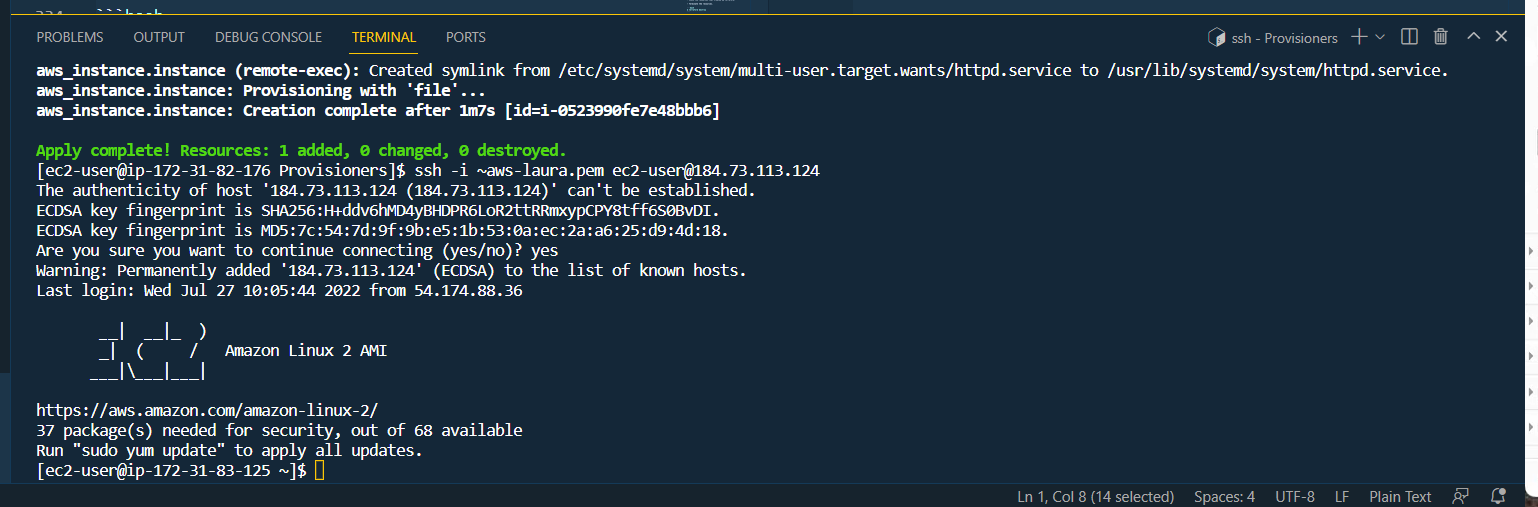 PROBLEMS OUTPUT DEBUG CONSOLE TERMINAL PORTS ssh - Provisioners
aws_instance.instance (remote-exec): Created symlink from /etc/systemd/system/multi-user.target.wants/httpd.service to /usr/lib/systemd/system/httpd.service.
aws_instance.instance: Provisioning with 'file'...
aws_instance.instance: Creation complete after 1m7s [id=i-0523990fe7e48bbb6]
Apply complete! Resources: 1 added, 0 changed, 0 destroyed.
[ec2-user@ip-172-31-82-176 Provisioners]$ ssh -i ~aws-laura.pem ec2-user@184.73.113.124
The authenticity of host '184.73.113.124 (184.73.113.124)' can't be established.
ECDSA key fingerprint is SHA256:H+ddv6hMD4yBHDPR6LoR2ttRRmxypCPY8tff6S0BvDI.
ECDSA key fingerprint is MD5:7c:54:7d:9f:9b:e5:1b:53:0a:ec:2a:a6:25:d9:4d:18.
Are you sure you want to continue connecting (yes/no)? yes
Warning: Permanently added '184.73.113.124' (ECDSA) to the list of known hosts.
Last login: Wed Jul 27 10:05:44 2022 from 54.174.88.36
__|  __|_  )
_|  (     /   Amazon Linux 2 AMI
___|\___|___|
https://aws.amazon.com/amazon-linux-2/
37 package(s) needed for security, out of 68 available
Run "sudo yum update" to apply all updates.
[ec2-user@ip-172-31-83-125 ~]$
Ln 1, Col 8 (14 selected) Spaces: 4 UTF-8 LF Plain Text